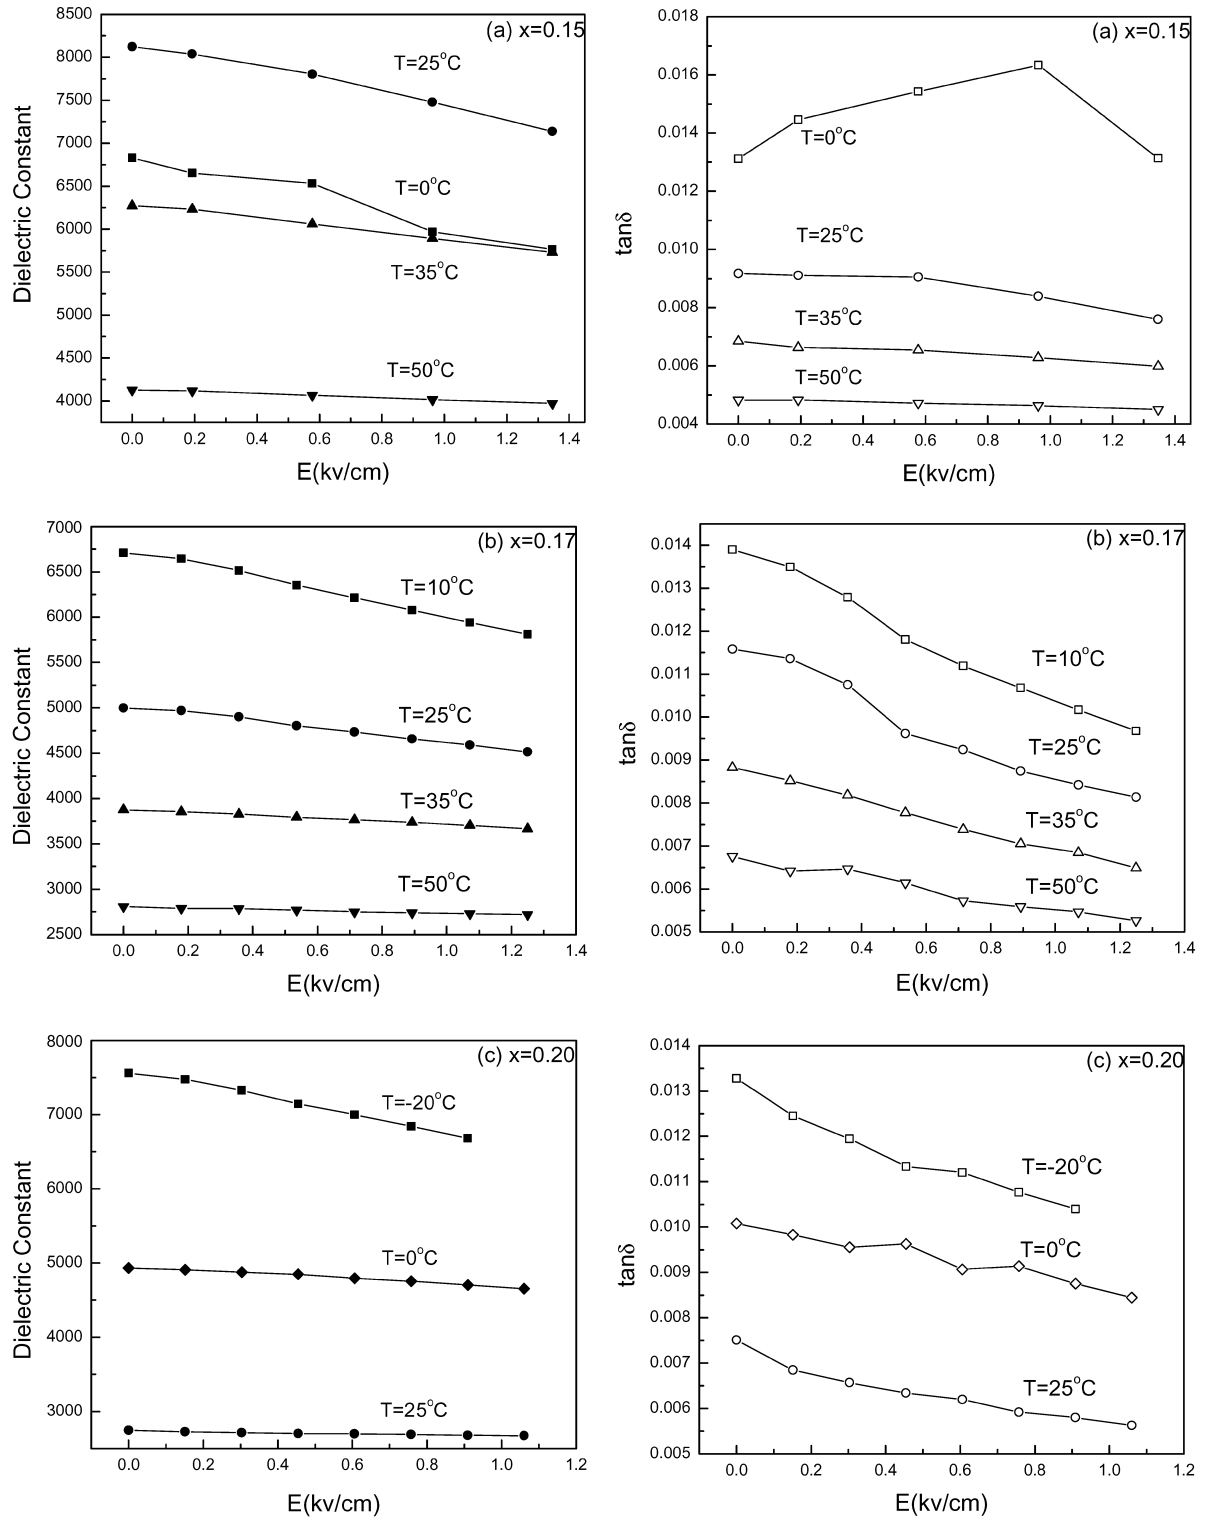 (a) x=0.15
8500
8000
7500
7000
6500
6000
5500
5000
4500
4000
Dielectric Constant
T=25°C
T=0°C
T=35°C
T=50°C
0.0 0.2 0.4 0.6 0.8 1.0 1.2 1.4
E(kv/cm)
(a) x=0.15
0.018
0.016
0.014
0.012
0.010
0.008
0.006
0.004
tanδ
T=0°C
T=25°C
T=35°C
T=50°C
0.0 0.2 0.4 0.6 0.8 1.0 1.2 1.4
E(kv/cm)
(b) x=0.17
7000
6500
6000
5500
5000
4500
4000
3500
3000
2500
Dielectric Constant
T=10°C
T=25°C
T=35°C
T=50°C
0.0 0.2 0.4 0.6 0.8 1.0 1.2 1.4
E(kv/cm)
(b) x=0.17
0.014
0.013
0.012
0.011
0.010
0.009
0.008
0.007
0.006
0.005
tanδ
T=10°C
T=25°C
T=35°C
T=50°C
0.0 0.2 0.4 0.6 0.8 1.0 1.2 1.4
E(kv/cm)
(c) x=0.20
8000
7000
6000
5000
4000
3000
Dielectric Constant
T=-20°C
T=0°C
T=25°C
0.0 0.2 0.4 0.6 0.8 1.0 1.2
E(kv/cm)
(c) x=0.20
0.014
0.013
0.012
0.011
0.010
0.009
0.008
0.007
0.006
0.005
tanδ
T=-20°C
T=0°C
T=25°C
0.0 0.2 0.4 0.6 0.8 1.0 1.2
E(kv/cm)